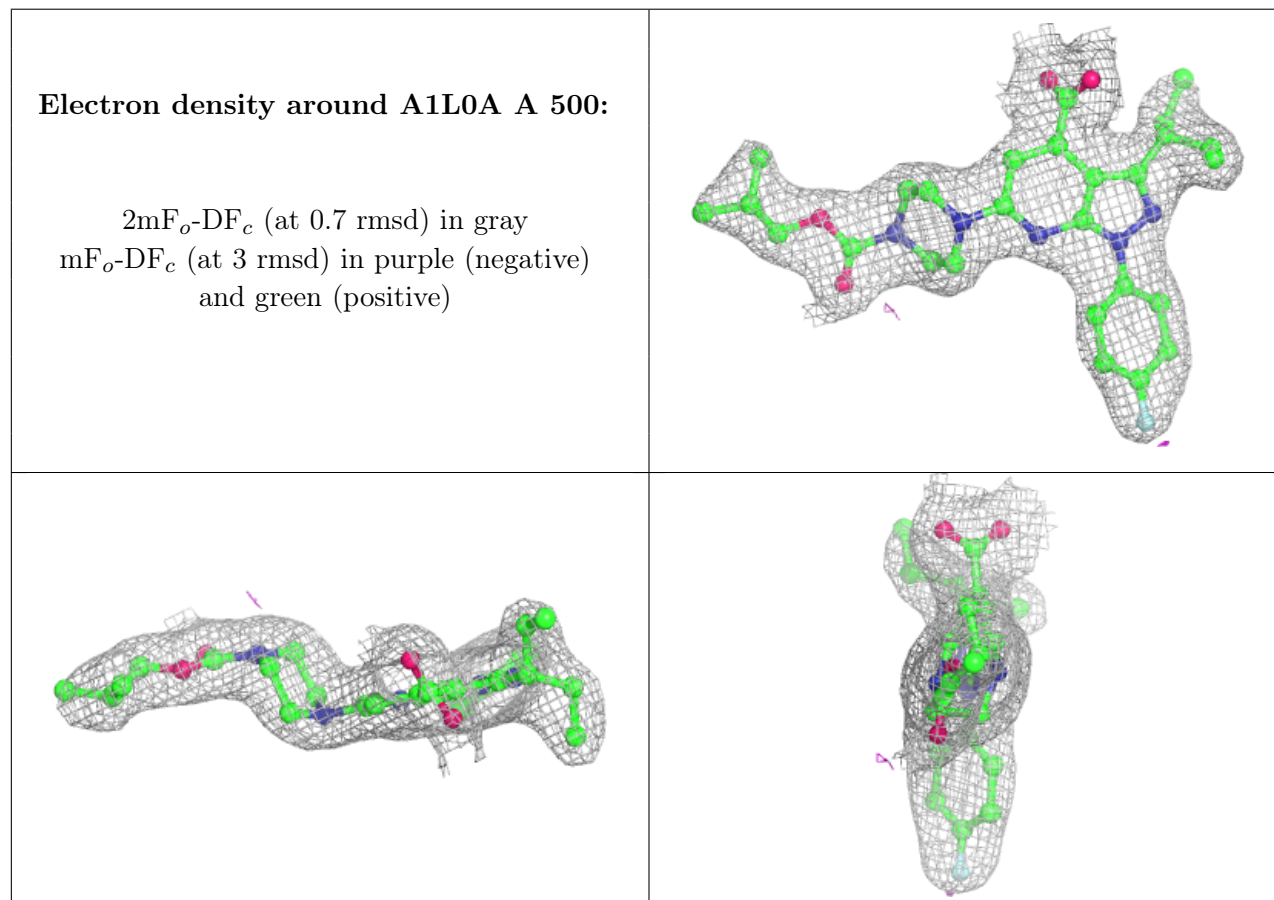 Electron density around A1L0A A 500:
2mFo-DFc (at 0.7 rmsd) in gray
mFo-DFc (at 3 rmsd) in purple (negative)
and green (positive)